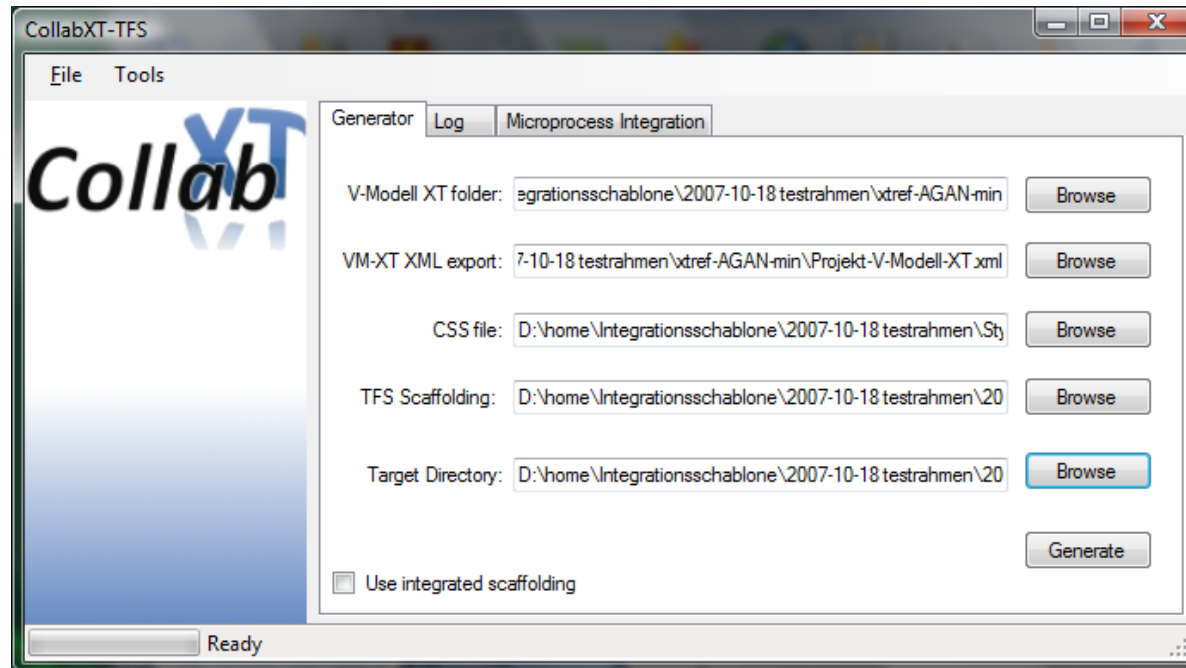 CollabXT-TFS
File Tools
Collab XT
Generator Log Microprocess Integration
V-Modell XT folder: egrationsschablone\2007-10-18 testrahmen\xtref-AGAN-min Browse
VM-XT XML export: 7-10-18 testrahmen\xtref-AGAN-min\Projekt-V-Modell-XT.xml Browse
CSS file: D:\home\Integrationsschablone\2007-10-18 testrahmen\Sty Browse
TFS Scaffolding: D:\home\Integrationsschablone\2007-10-18 testrahmen\20 Browse
Target Directory: D:\home\Integrationsschablone\2007-10-18 testrahmen\20 Browse
Generate
Use integrated scaffolding
Ready